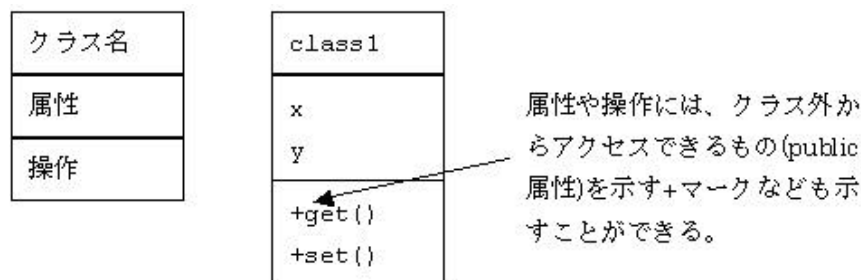 クラス名
属性
操作
class1
x
y
+get()
+set()
属性や操作には、クラス外か
らアクセスできるもの(public
属性)を示す+マークなども示
すことができる。